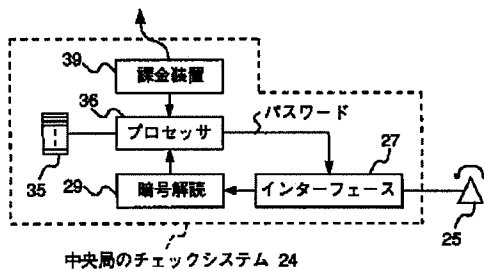 39
課金装置
36
プロセッサ
パスワード
27
35
29
暗号解読
インターフェース
25
中央局のチェックシステム 24